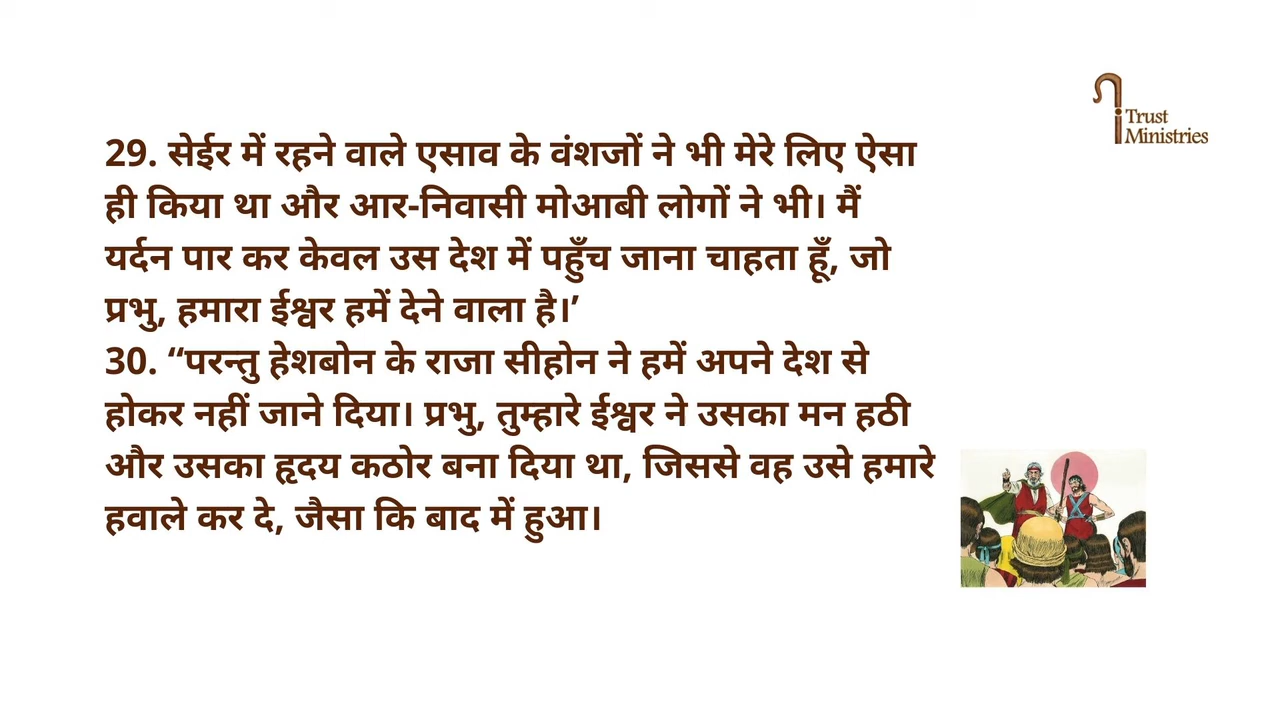 Trust
Ministries
29. सेईर में रहने वाले एसाव के वंशजों ने भी मेरे लिए ऐसा
ही किया था और आर-निवासी मोआबी लोगों ने भी। मैं
यर्दन पार कर केवल उस देश में पहुँच जाना चाहता हूँ, जो
प्रभु, हमारा ईश्वर हमें देने वाला है।’
30. “परन्तु हेशबोन के राजा सीहोन ने हमें अपने देश से
होकर नहीं जाने दिया। प्रभु, तुम्हारे ईश्वर ने उसका मन हठी
और उसका हृदय कठोर बना दिया था, जिससे वह उसे हमारे
हवाले कर दे, जैसा कि बाद में हुआ।